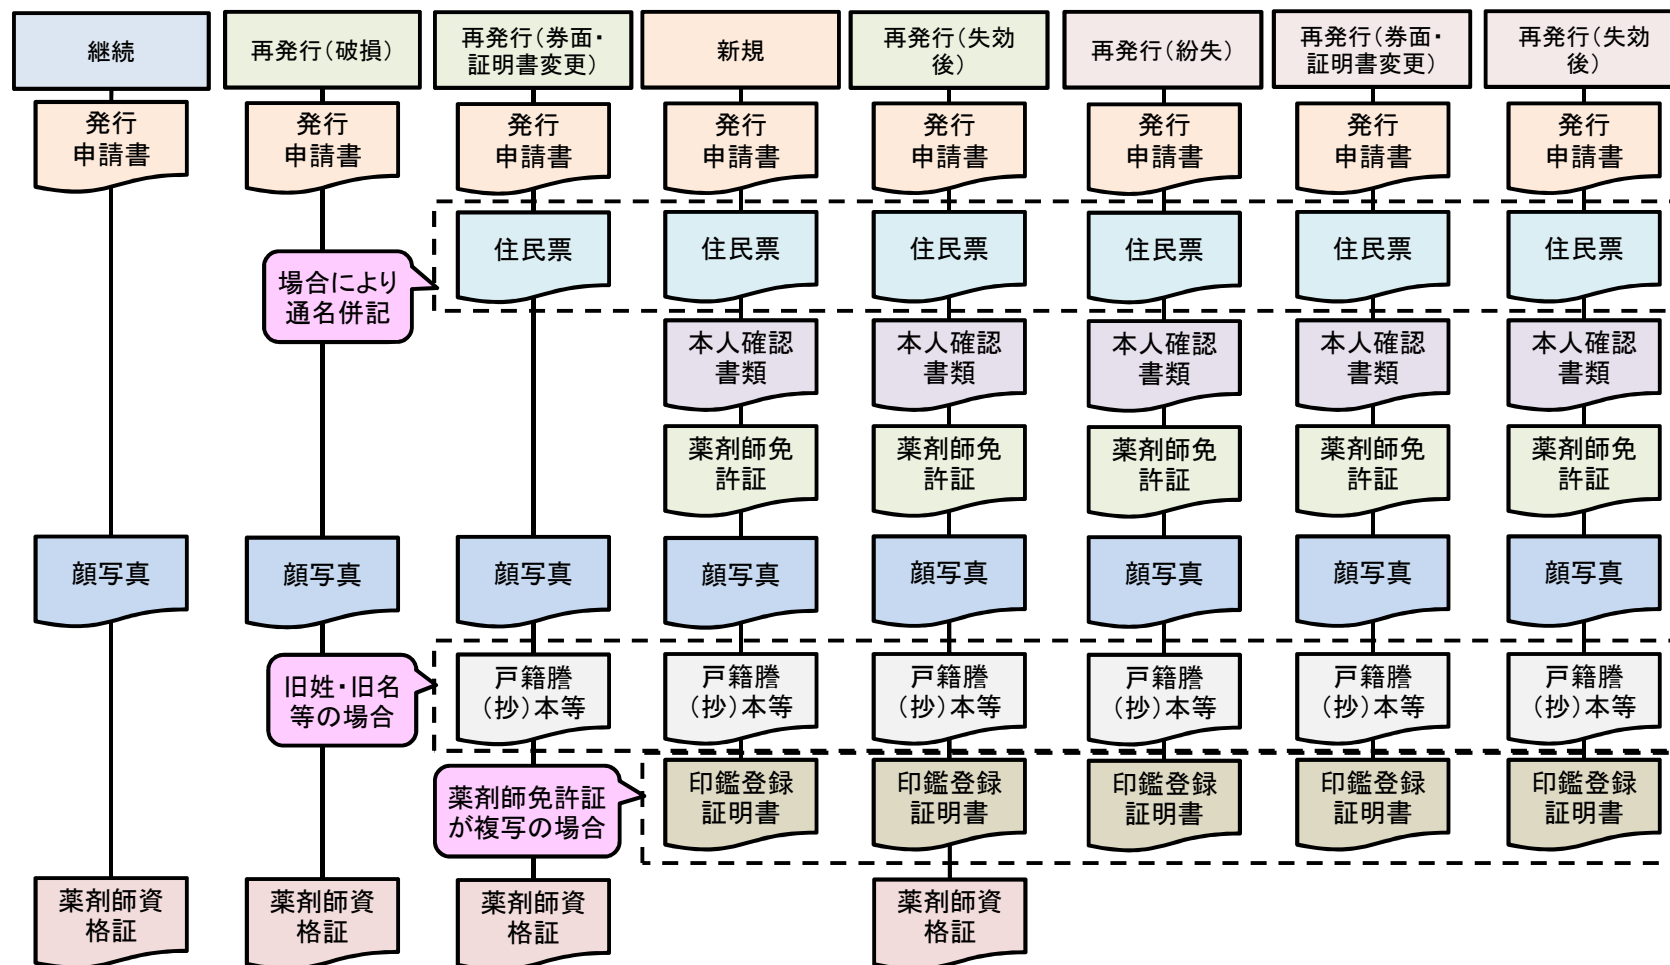 継続
再発行（破損）
再発行（券面・
証明書変更）
新規
再発行（失効
後）
再発行（紛失）
再発行（券面・
証明書変更）
再発行（失効
後）
発行
申請書
発行
申請書
発行
申請書
発行
申請書
発行
申請書
発行
申請書
発行
申請書
発行
申請書
住民票
住民票
住民票
住民票
住民票
住民票
場合により
通名併記
本人確認
書類
本人確認
書類
本人確認
書類
本人確認
書類
本人確認
書類
薬剤師免
許証
薬剤師免
許証
薬剤師免
許証
薬剤師免
許証
薬剤師免
許証
顔写真
顔写真
顔写真
顔写真
顔写真
顔写真
顔写真
顔写真
旧姓・旧名
等の場合
戸籍謄
（抄）本等
戸籍謄
（抄）本等
戸籍謄
（抄）本等
戸籍謄
（抄）本等
戸籍謄
（抄）本等
戸籍謄
（抄）本等
薬剤師免許証
が複写の場合
印鑑登録
証明書
印鑑登録
証明書
印鑑登録
証明書
印鑑登録
証明書
印鑑登録
証明書
薬剤師資
格証
薬剤師資
格証
薬剤師資
格証
薬剤師資
格証